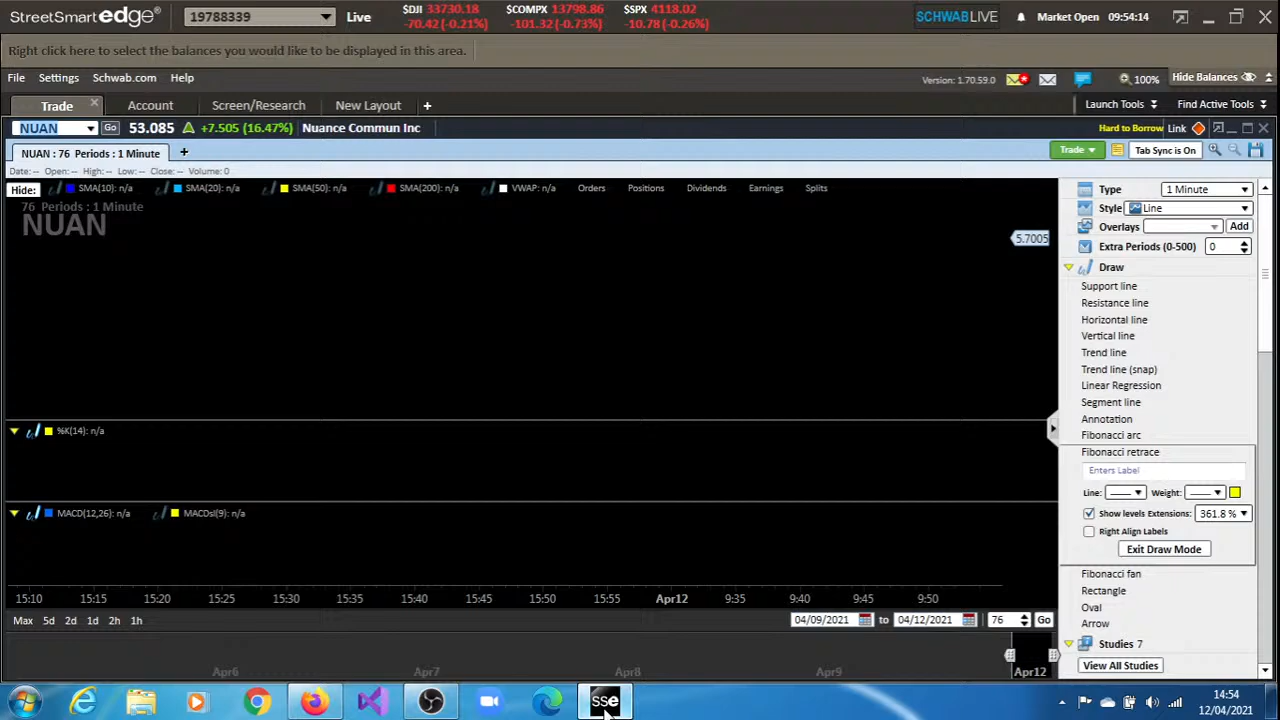 StreetSmart edge® 19788339 Live $DJI 33730.18 -70.42 (-0.21%) $COMPX 13798.86 -101.32 (-0.73%) $SPX 4118.02 -10.78 (-0.26%) SCHWABLIVE Market Open 09:54:14
Right click here to select the balances you would like to be displayed in this area.
File Settings Schwab.com Help Version: 1.70.59.0 100% Hide Balances
Trade Account Screen/Research New Layout + Launch Tools Find Active Tools
NUAN Go 53.085 +7.505 (16.47%) Nuance Commun Inc Hard to Borrow Link
NUAN : 76 Periods : 1 Minute + Trade Tab Sync is On
Date: -- Open: -- High: -- Low: -- Close: -- Volume: 0
Hide: SMA(10): n/a SMA(20): n/a SMA(50): n/a SMA(200): n/a VWAP: n/a Orders Positions Dividends Earnings Splits
76 Periods : 1 Minute
NUAN
5.7005
%K(14): n/a
MACD(12,26): n/a MACDsl(9): n/a
15:10 15:15 15:20 15:25 15:30 15:35 15:40 15:45 15:50 15:55 Apr12 9:35 9:40 9:45 9:50
Max 5d 2d 1d 2h 1h 04/09/2021 to 04/12/2021 76 Go
Apr6 Apr7 Apr8 Apr9 Apr12
Type 1 Minute
Style Line
Overlays Add
Extra Periods (0-500) 0
Draw
Support line
Resistance line
Horizontal line
Vertical line
Trend line
Trend line (snap)
Linear Regression
Segment line
Annotation
Fibonacci arc
Fibonacci retrace
Enters Label
Line: Weight:
Show levels Extensions: 361.8 %
Right Align Labels
Exit Draw Mode
Fibonacci fan
Rectangle
Oval
Arrow
Studies 7
View All Studies
SSe
14:54
12/04/2021